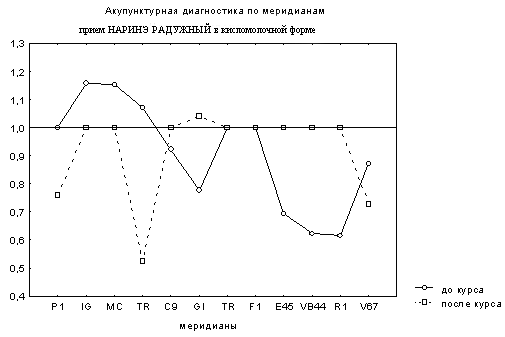 Акупунктурная диагностика по меридианам
прием НАРИНЭ РАДУЖНЫЙ в кисломолочной форме
1,3
1,2
1,1
1,0
0,9
0,8
0,7
0,6
0,5
0,4
P1 IG MC TR C9 GI TR F1 E45 VB44 R1 V67
меридианы
до курса
после курса